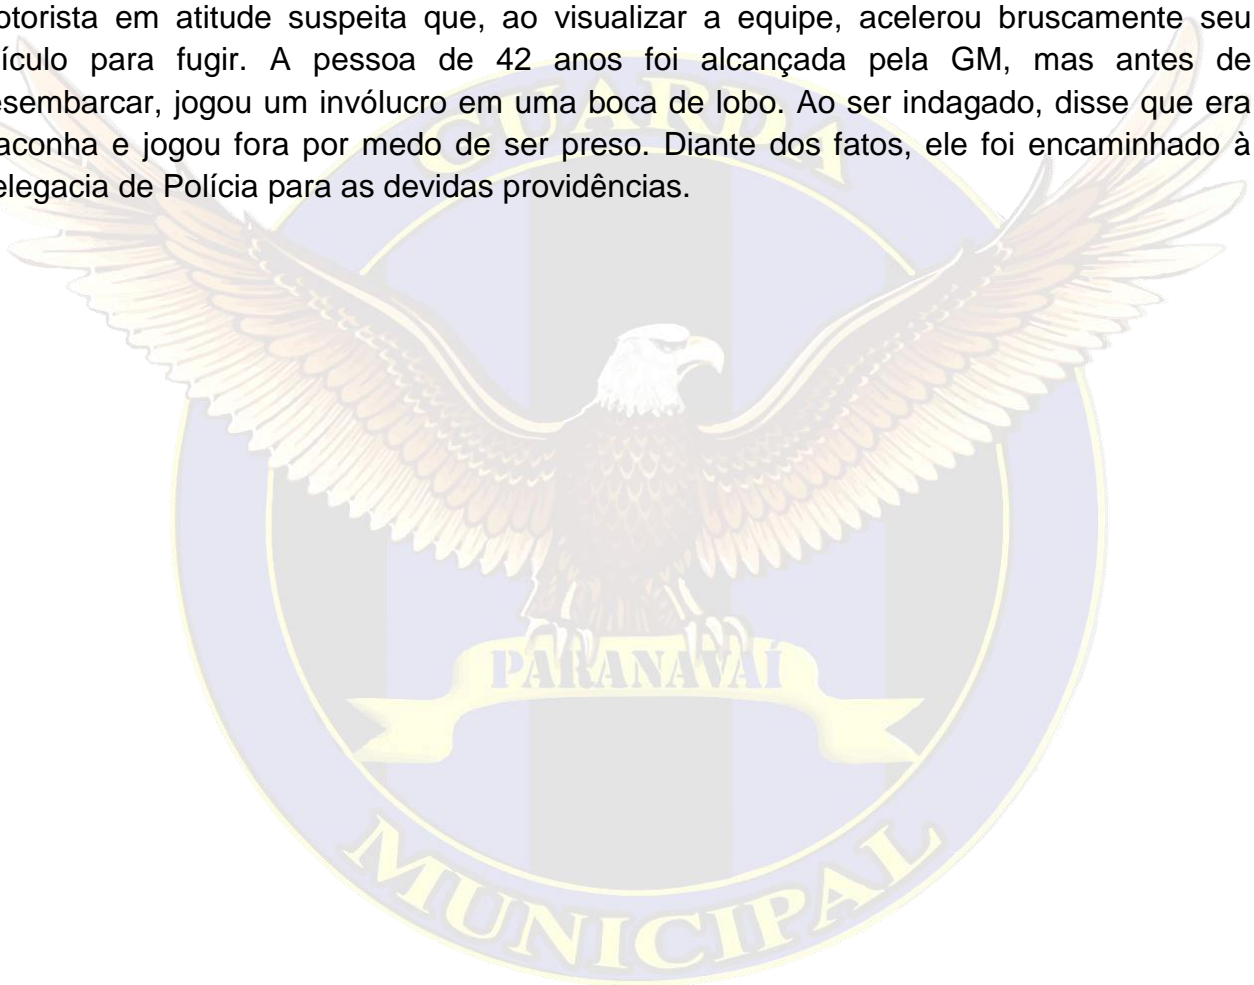 otorista em atitude suspeita que, ao visualizar a equipe, acelerou bruscamente seu
ículo para fugir. A pessoa de 42 anos foi alcançada pela GM, mas antes de
esembarcar, jogou um invólucro em uma boca de lobo. Ao ser indagado, disse que era
aconha e jogou fora por medo de ser preso. Diante dos fatos, ele foi encaminhado à
elegacia de Polícia para as devidas providências.
GUARDA
PARANAVAÍ
MUNICIPAL